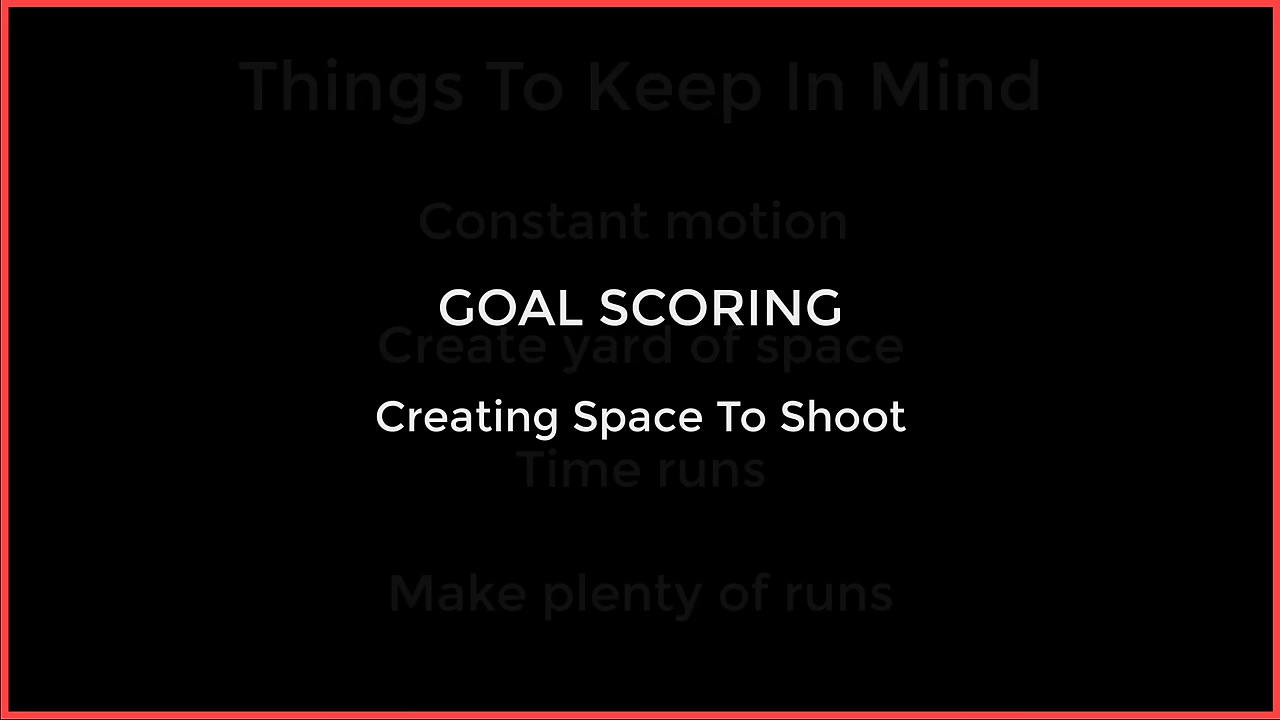 Things To Keep In Mind
Constant motion
GOAL SCORING
Create yard of space
Creating Space To Shoot
Time runs
Make plenty of runs